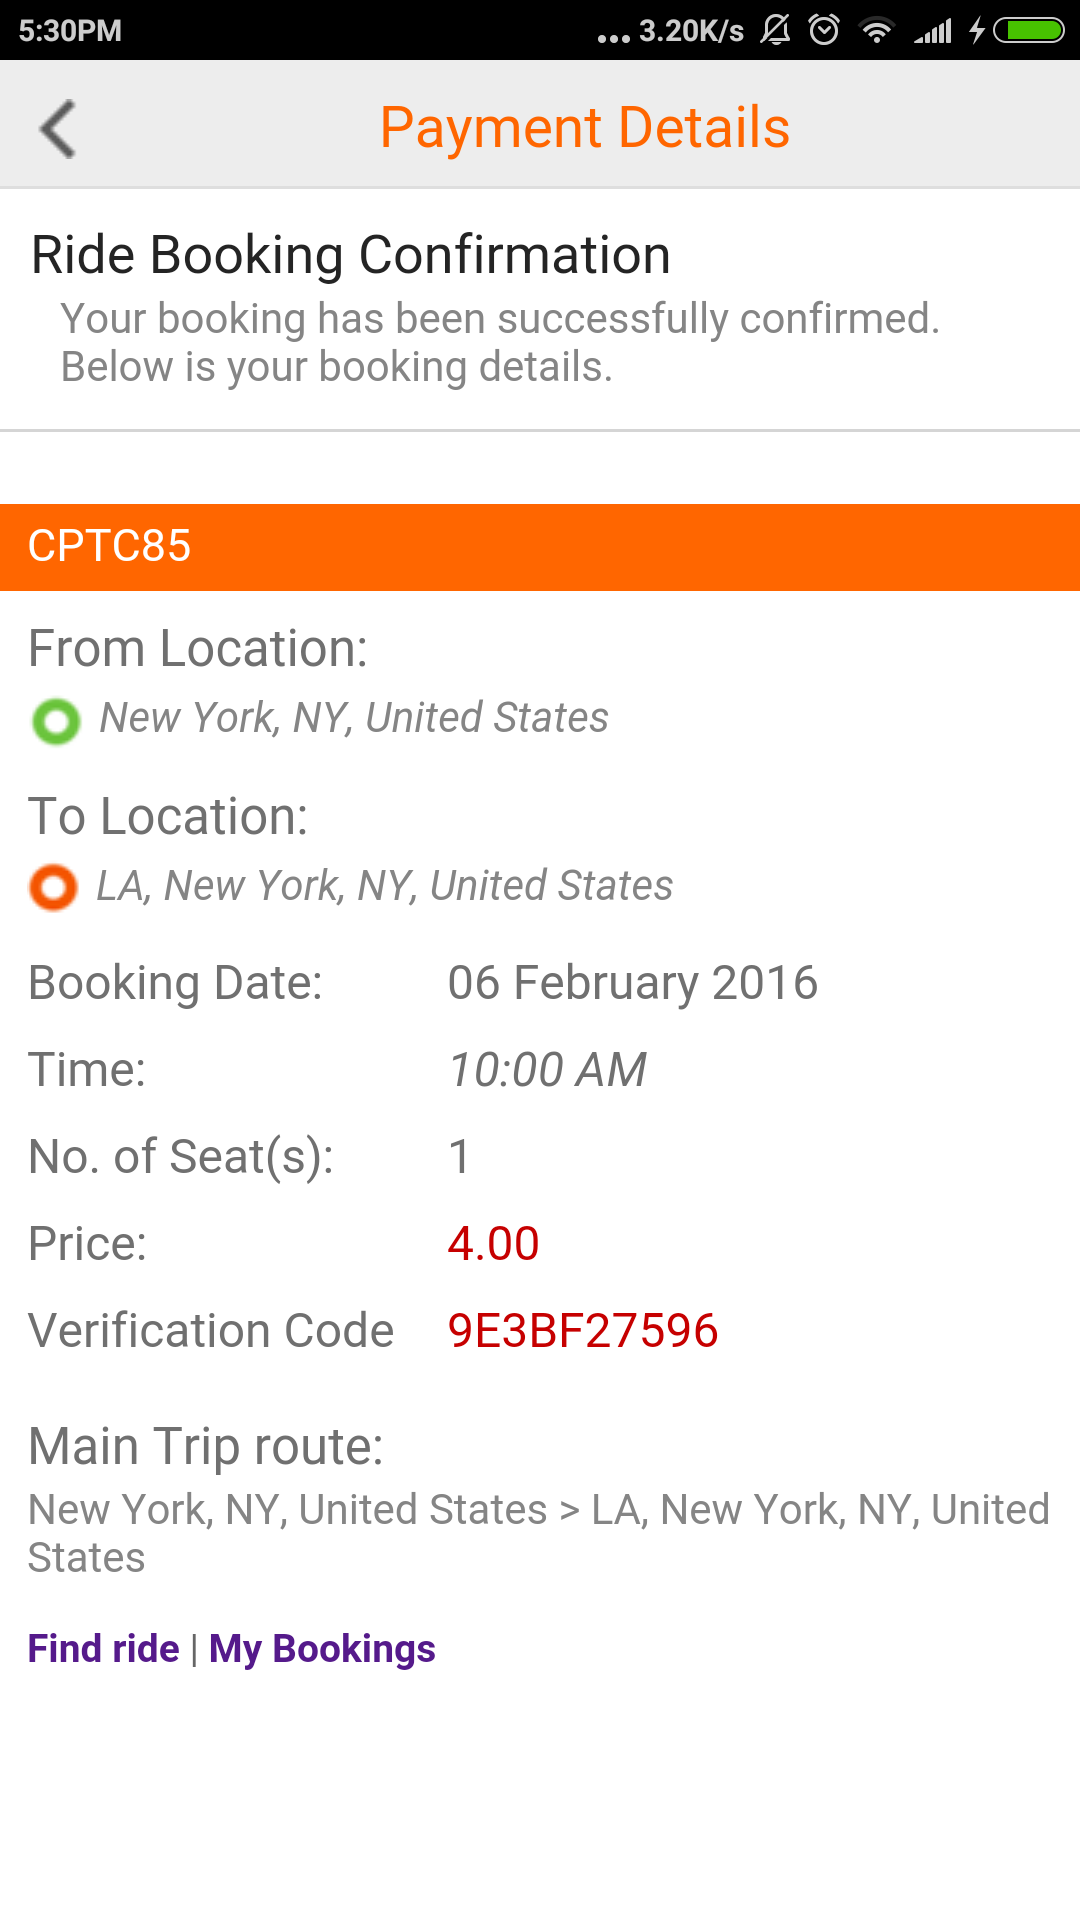 5:30PM ... 3.20K/s
Payment Details
Ride Booking Confirmation
Your booking has been successfully confirmed.
Below is your booking details.
CPTC85
From Location:
New York, NY, United States
To Location:
LA, New York, NY, United States
Booking Date: 06 February 2016
Time: 10:00 AM
No. of Seat(s): 1
Price: 4.00
Verification Code 9E3BF27596
Main Trip route:
New York, NY, United States > LA, New York, NY, United
States
Find ride | My Bookings